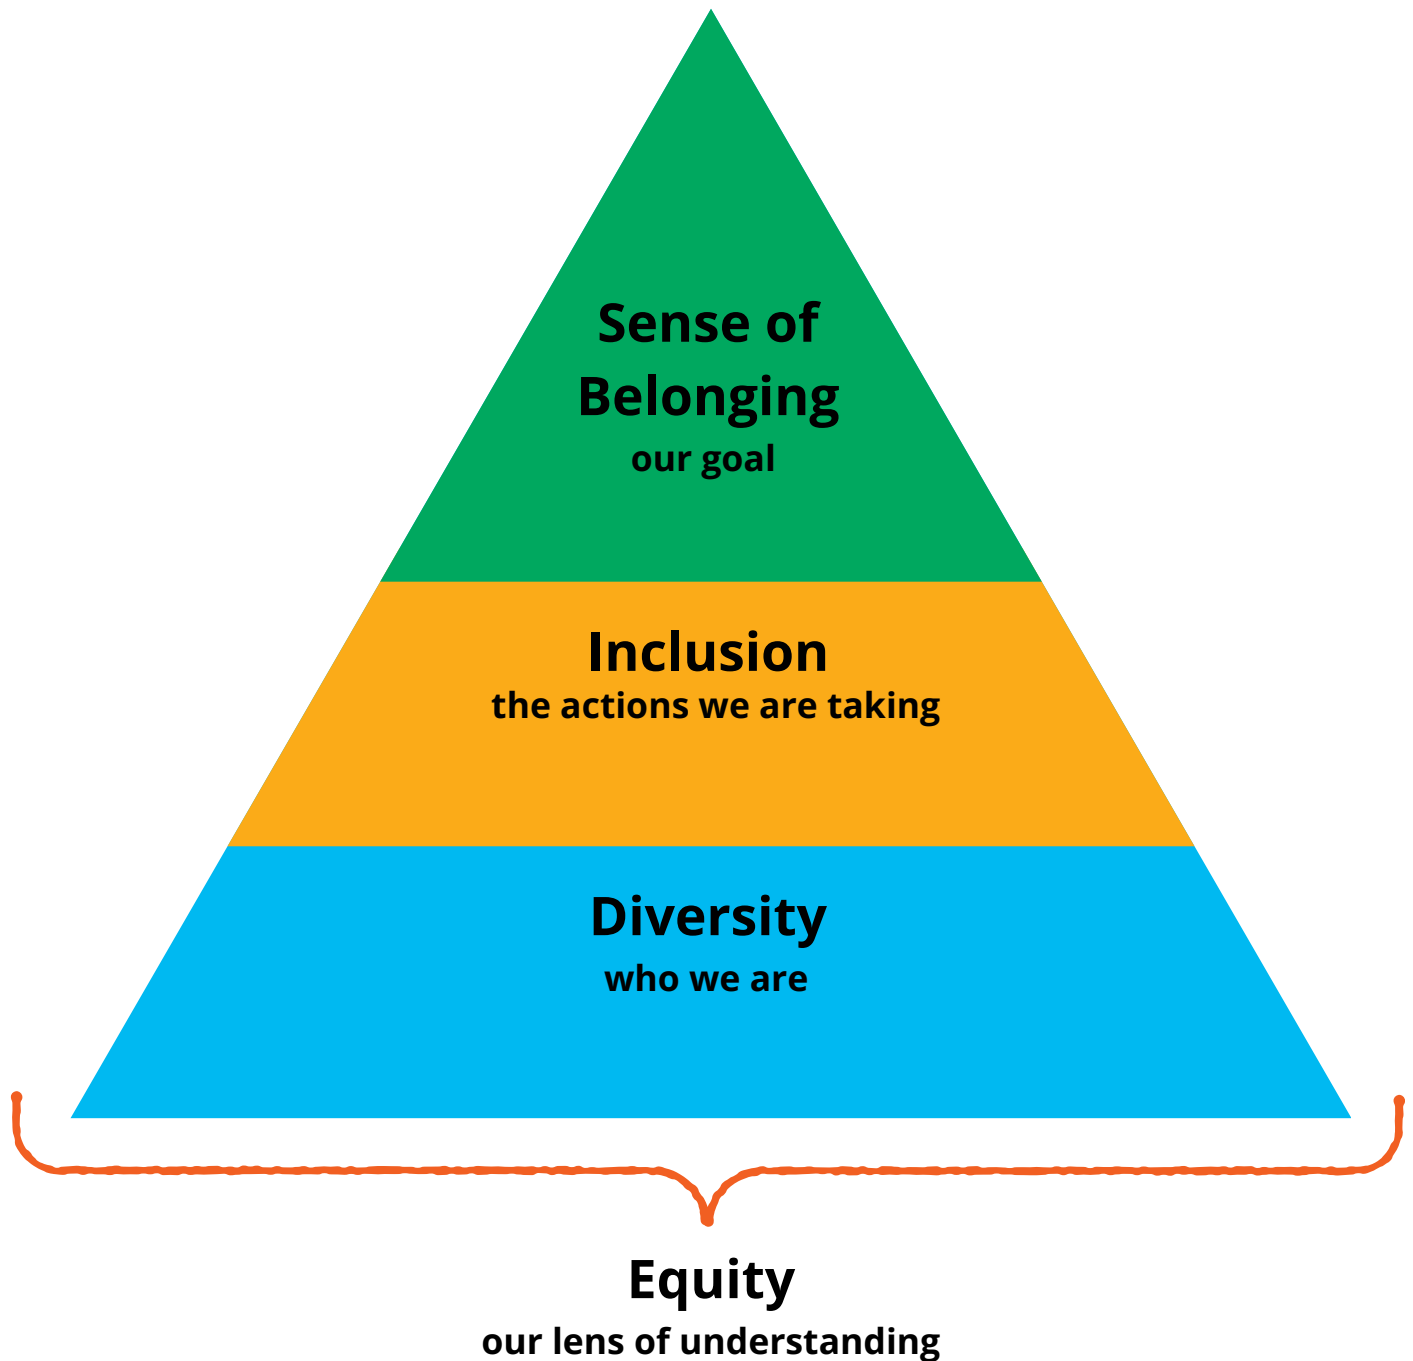 Sense of
Belonging
our goal
Inclusion
the actions we are taking
Diversity
who we are
Equity
our lens of understanding